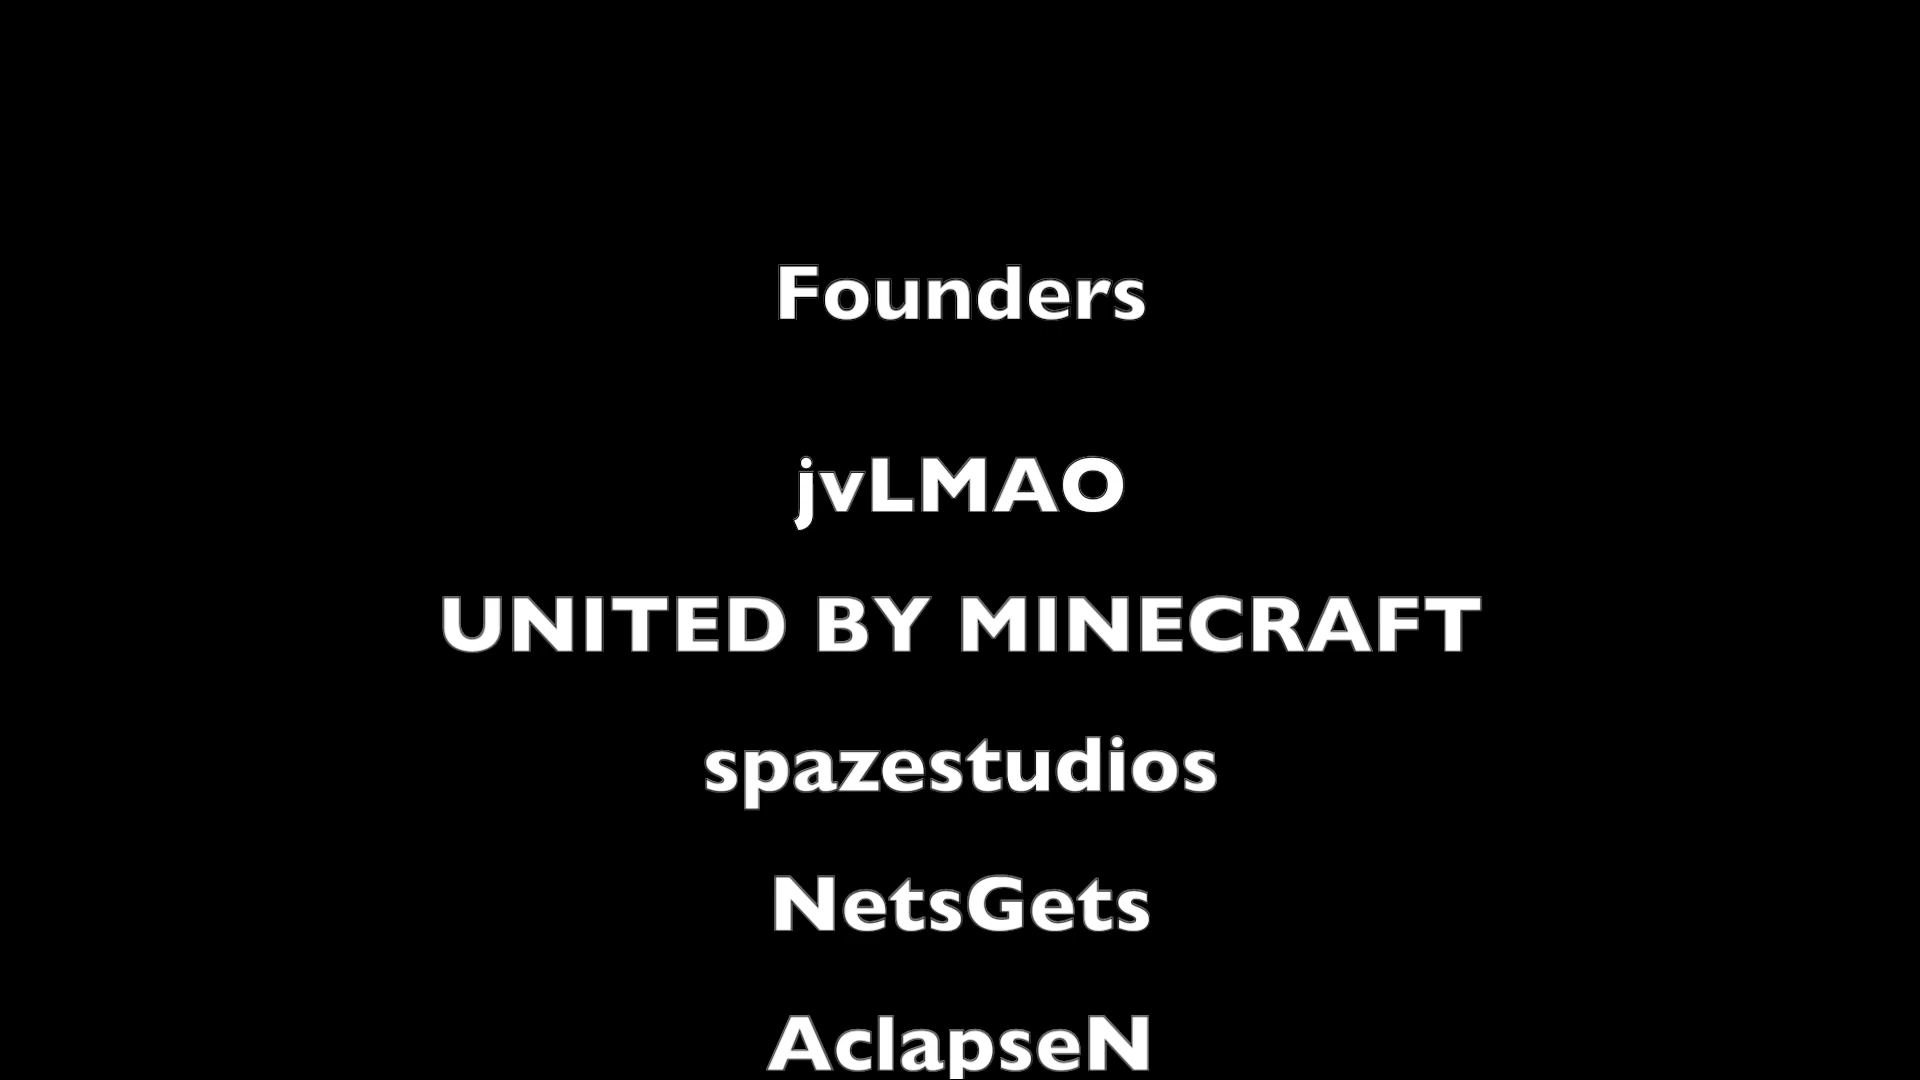 Founders
jvLMAO
UNITED BY MINECRAFT
spazestudios
NetsGets
AclapseN